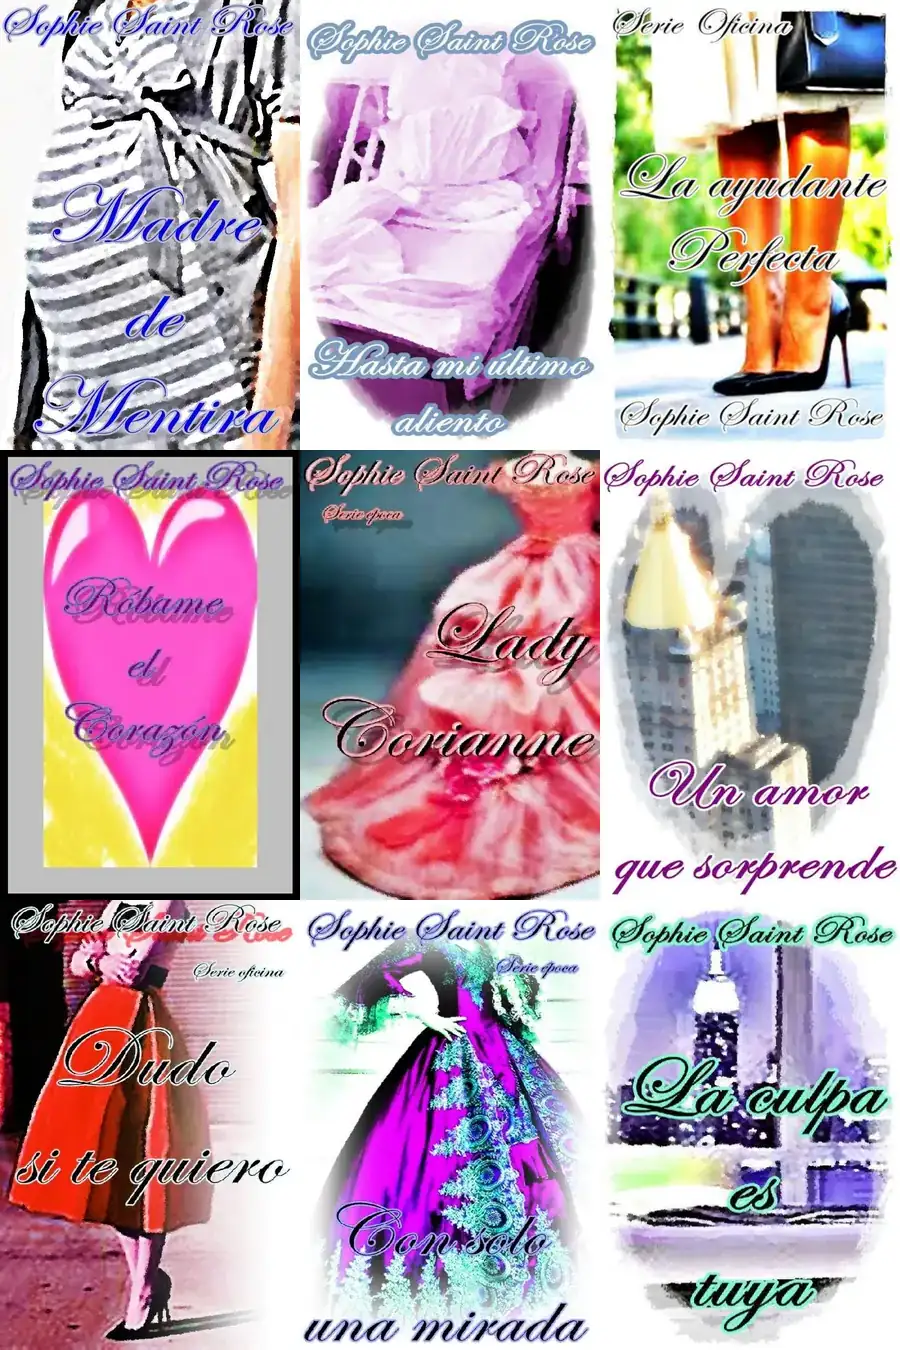 Sophie Saint Rose
Madre
de
Mentira
Sophie Saint Rose
Hasta mi último
aliento
Serie Oficina
La ayudante
Perfecta
Sophie Saint Rose
Sophie Saint Rose
Róbame
el
Corazón
Sophie Saint Rose
Serie época
Lady
Corianne
Sophie Saint Rose
Un amor
que sorprende
Sophie Saint Rose
Serie oficina
Dudo
si te quiero
Sophie Saint Rose
Serie época
Con solo
una mirada
Sophie Saint Rose
La culpa
es
tuya